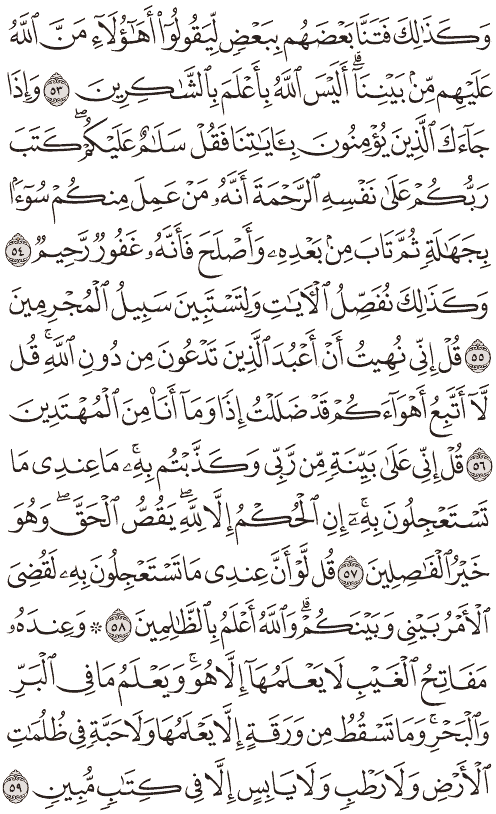 وَكَذَٰلِكَ فَتَنَّا بَعْضَهُم بِبَعْضٍ لِّيَقُولُوٓا۟ أَهَٰٓؤُلَآءِ مَنَّ ٱللَّهُ
عَلَيْهِم مِّنۢ بَيْنِنَآ ۗ أَلَيْسَ ٱللَّهُ بِأَعْلَمَ بِٱلشَّٰكِرِينَ ٥٣ وَإِذَا
جَآءَكَ ٱلَّذِينَ يُؤْمِنُونَ بِـَٔايَٰتِنَا فَقُلْ سَلَٰمٌ عَلَيْكُمْ ۖ كَتَبَ
رَبُّكُمْ عَلَىٰ نَفْسِهِ ٱلرَّحْمَةَ أَنَّهُۥ مَنْ عَمِلَ مِنكُمْ سُوٓءًۢا
بِجَهَٰلَةٍ ثُمَّ تَابَ مِنۢ بَعْدِهِۦ وَأَصْلَحَ فَأَنَّهُۥ غَفُورٌ رَّحِيمٌ ٥٤
وَكَذَٰلِكَ نُفَصِّلُ ٱلْءَايَٰتِ وَلِتَسْتَبِينَ سَبِيلُ ٱلْمُجْرِمِينَ
٥٥ قُلْ إِنِّى نُهِيتُ أَنْ أَعْبُدَ ٱلَّذِينَ تَدْعُونَ مِن دُونِ ٱللَّهِ ۚ قُل
لَّآ أَتَّبِعُ أَهْوَآءَكُمْ قَدْ ضَلَلْتُ إِذًا وَمَآ أَنَا۠ مِنَ ٱلْمُهْتَدِينَ
٥٦ قُلْ إِنِّى عَلَىٰ بَيِّنَةٍ مِّن رَّبِّى وَكَذَّبْتُم بِهِۦ ۚ مَا عِندِى مَا
تَسْتَعْجِلُونَ بِهِۦٓ ۚ إِنِ ٱلْحُكْمُ إِلَّا لِلَّهِ ۖ يَقُصُّ ٱلْحَقَّ ۖ وَهُوَ
خَيْرُ ٱلْفَٰصِلِينَ ٥٧ قُل لَّوْ أَنَّ عِندِى مَا تَسْتَعْجِلُونَ بِهِۦ لَقُضِىَ
ٱلْأَمْرُ بَيْنِى وَبَيْنَكُمْ ۗ وَٱللَّهُ أَعْلَمُ بِٱلظَّٰلِمِينَ ٥٨ ۞ وَعِندَهُۥ
مَفَاتِحُ ٱلْغَيْبِ لَا يَعْلَمُهَآ إِلَّا هُوَ ۚ وَيَعْلَمُ مَا فِى ٱلْبَرِّ
وَٱلْبَحْرِ ۚ وَمَا تَسْقُطُ مِن وَرَقَةٍ إِلَّا يَعْلَمُهَا وَلَا حَبَّةٍ فِى ظُلُمَٰتِ
ٱلْأَرْضِ وَلَا رَطْبٍ وَلَا يَابِسٍ إِلَّا فِى كِتَٰبٍ مُّبِينٍ ٥٩